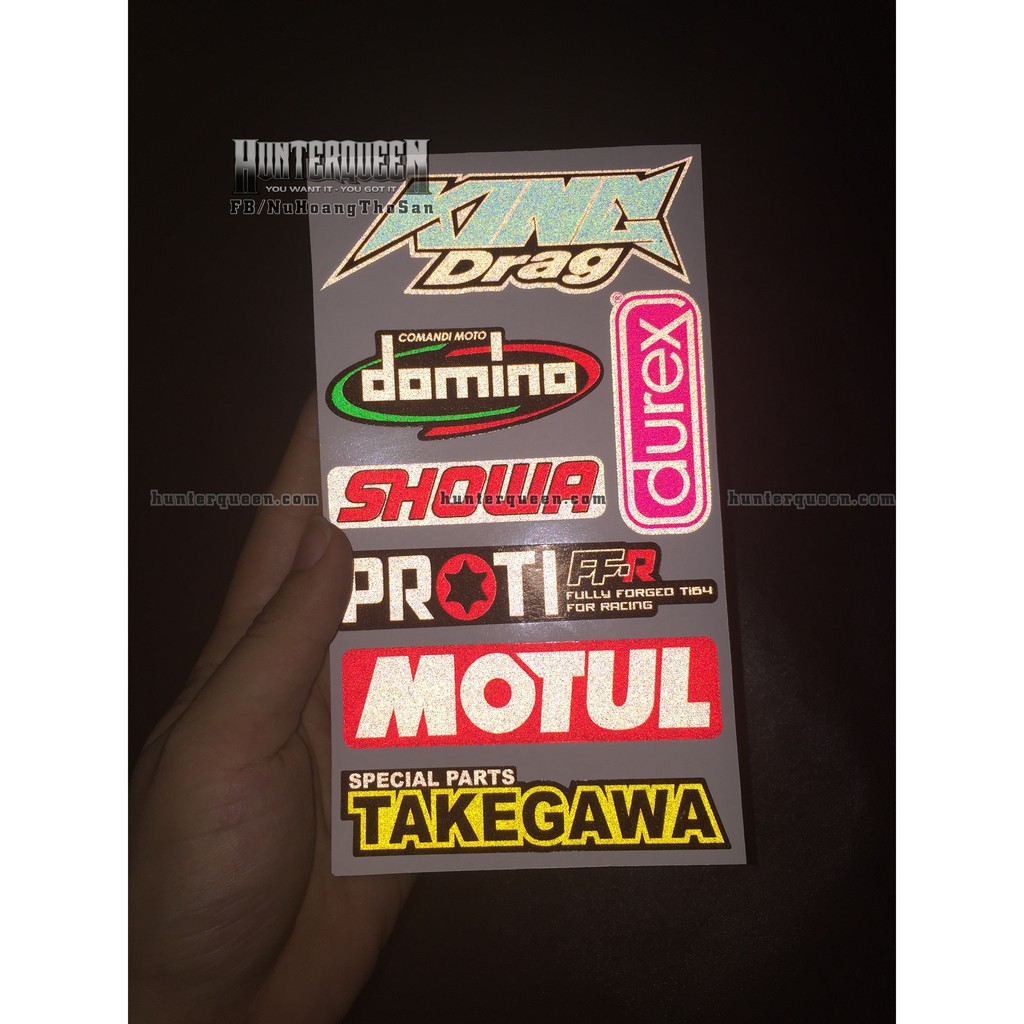 HUNTERQUEEN
YOU WANT IT - YOU GOT IT
FB/NuHoangThoSan
KING
Drag
COMANDI MOTO
domino
durex®
SHOWA
hunterqueen.com hunterqueen.com hunterqueen.com
PROTI FF-R
FULLY FORGED Ti64
FOR RACING
MOTUL
SPECIAL PARTS
TAKEGAWA